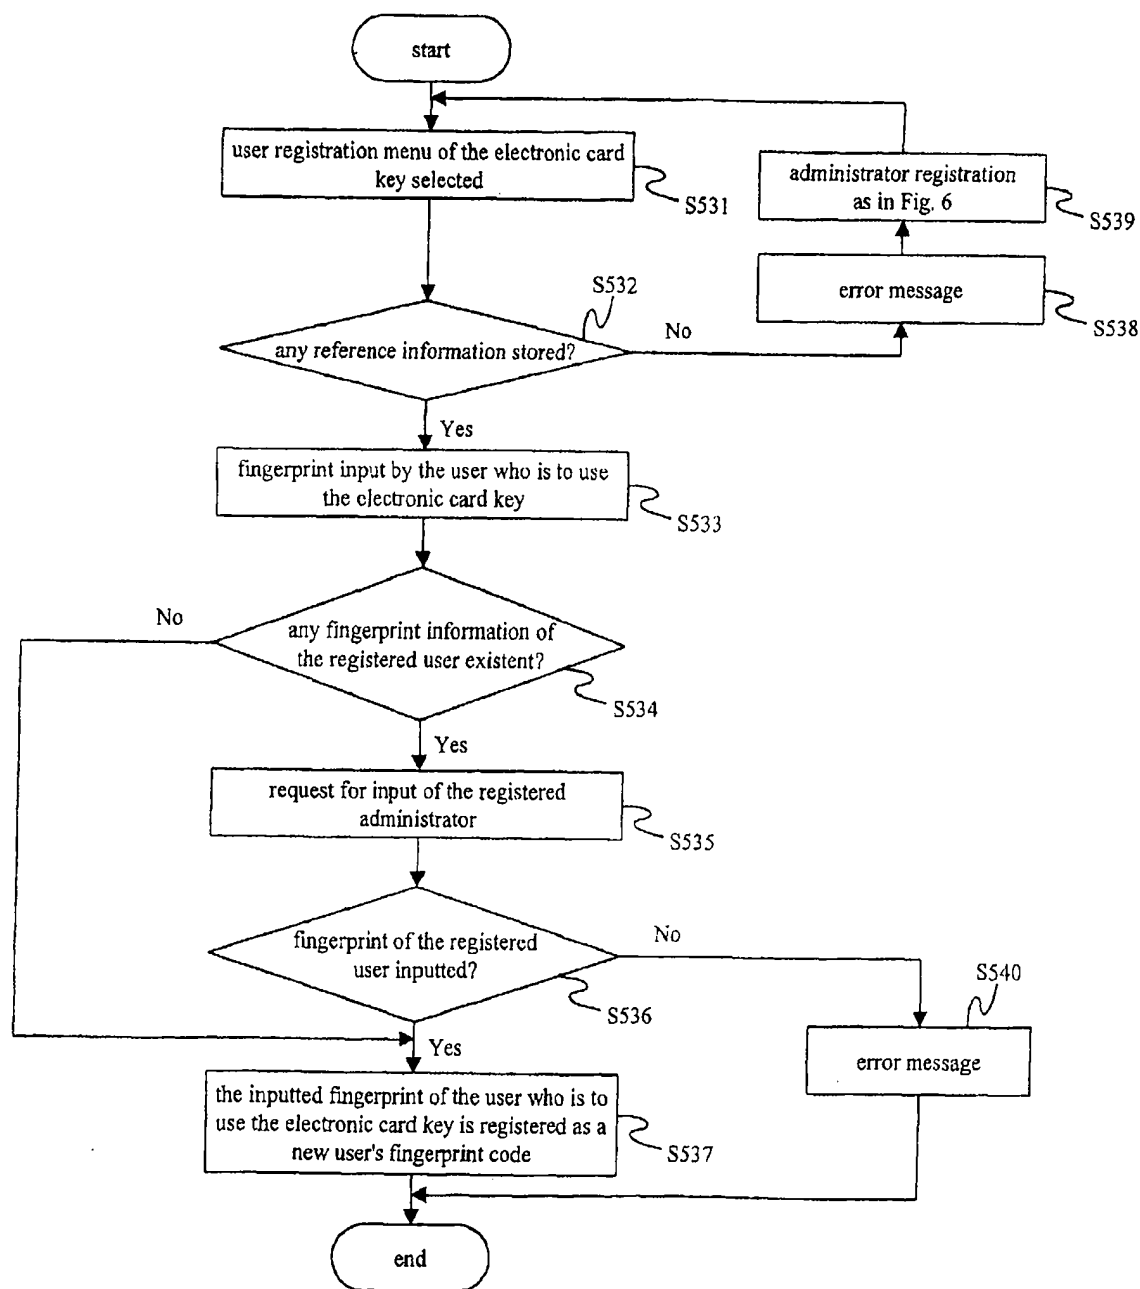 start
user registration menu of the electronic card
key selected
S531
administrator registration
as in Fig. 6
S539
error message
S538
S532
any reference information stored?
No
Yes
fingerprint input by the user who is to use
the electronic card key
S533
No
any fingerprint information of
the registered user existent?
S534
Yes
request for input of the registered
administrator
S535
fingerprint of the registered
user inputted?
No
S536
S540
error message
Yes
the inputted fingerprint of the user who is to
use the electronic card key is registered as a
new user's fingerprint code
S537
end